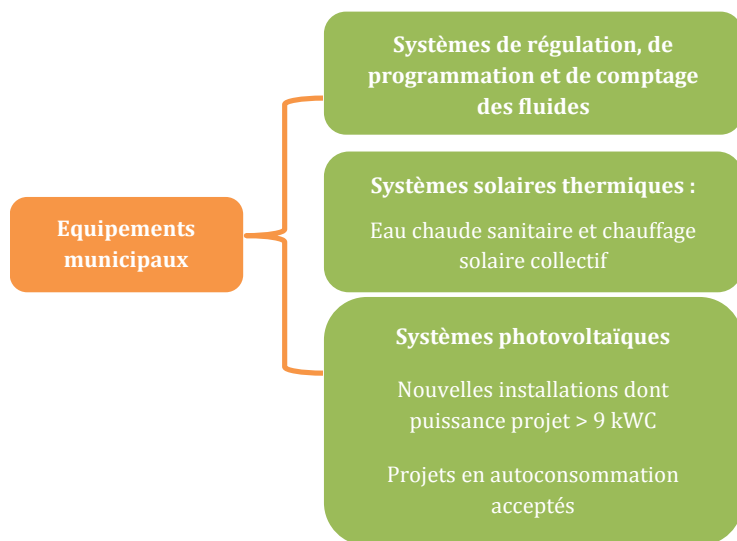 Systèmes de régulation, de
programmation et de comptage
des fluides
Systèmes solaires thermiques :
Eau chaude sanitaire et chauffage
solaire collectif
Equipements
municipaux
Systèmes photovoltaïques
Nouvelles installations dont
puissance projet > 9 kWC
Projets en autoconsommation
acceptés